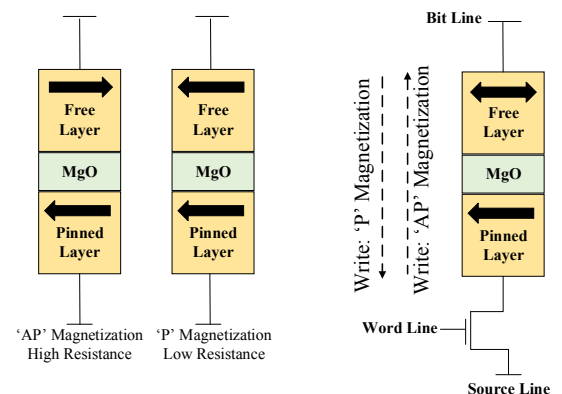 Free
Layer
MgO
Pinned
Layer
'AP' Magnetization
High Resistance
Free
Layer
MgO
Pinned
Layer
'P' Magnetization
Low Resistance
Write: 'P' Magnetization
Write: 'AP' Magnetization
Bit Line
Free
Layer
MgO
Pinned
Layer
Word Line
Source Line